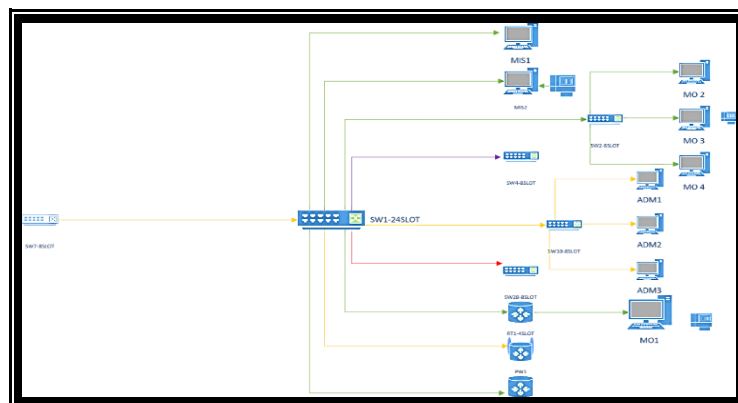 MIS1
MIS2
MO 2
MO 3
SW2-8SLOT
MO 4
SW4-8SLOT
ADM1
SW1-24SLOT
ADM2
SW7-8SLOT
SW10-8SLOT
ADM3
SW16-8SLOT
RT1-4SLOT
MO1
PW1